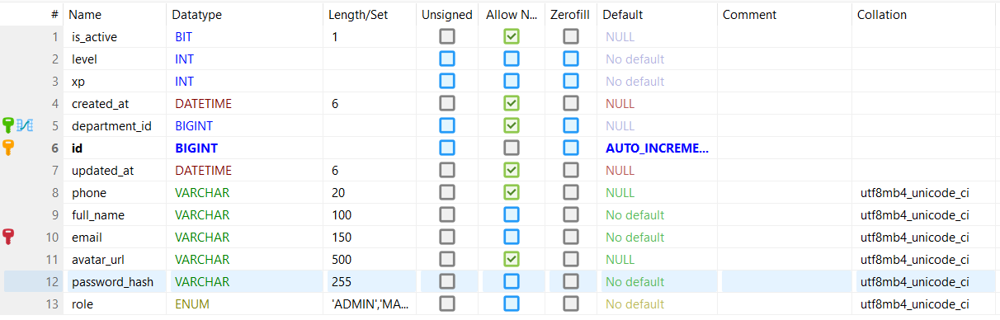 # Name Datatype Length/Set Unsigned Allow N... Zerofill Default Comment Collation
1 is_active BIT 1 NULL
2 level INT No default
3 xp INT No default
4 created_at DATETIME 6 NULL
5 department_id BIGINT NULL
6 id BIGINT AUTO_INCREME...
7 updated_at DATETIME 6 NULL
8 phone VARCHAR 20 NULL utf8mb4_unicode_ci
9 full_name VARCHAR 100 No default utf8mb4_unicode_ci
10 email VARCHAR 150 No default utf8mb4_unicode_ci
11 avatar_url VARCHAR 500 NULL utf8mb4_unicode_ci
12 password_hash VARCHAR 255 No default utf8mb4_unicode_ci
13 role ENUM 'ADMIN','MA... No default utf8mb4_unicode_ci